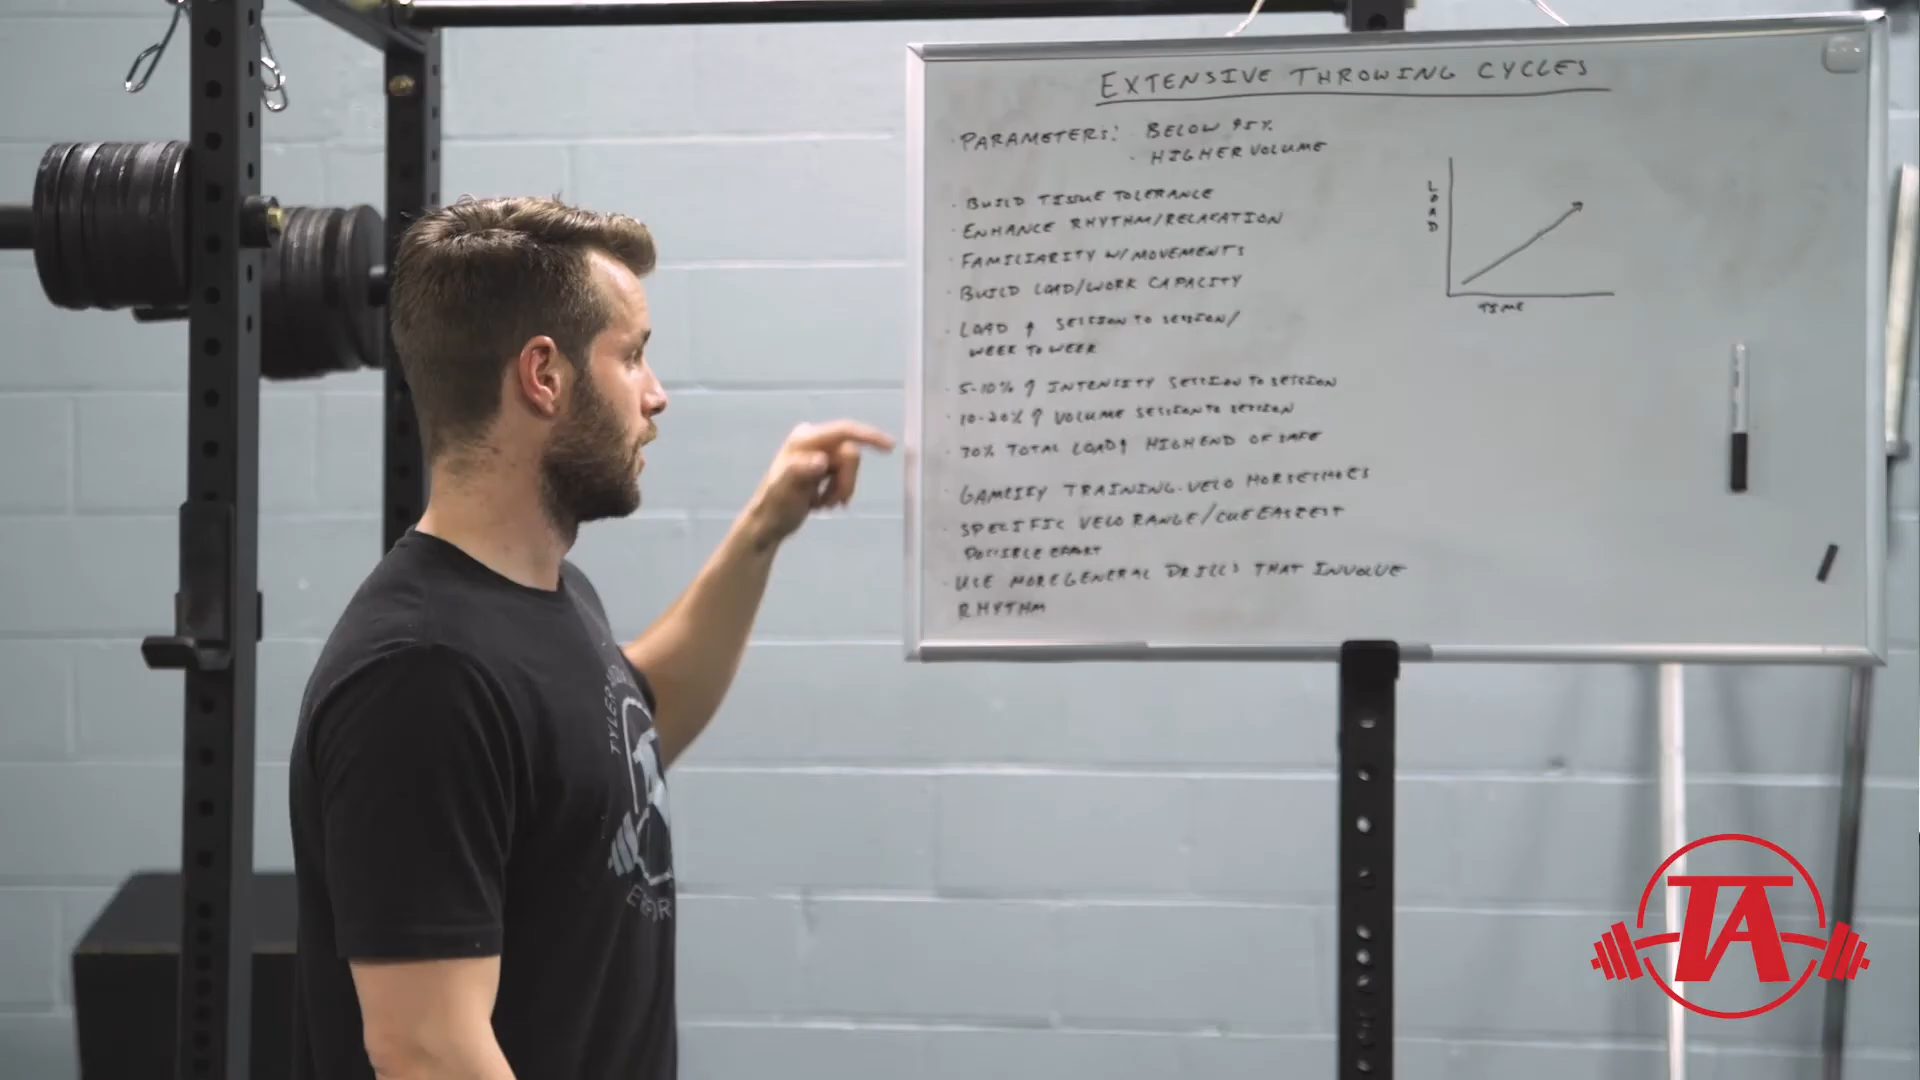 EXTENSIVE THROWING CYCLES
· PARAMETERS: · BELOW 95%
· HIGHER VOLUME
· BUILD TISSUE TOLERANCE
· ENHANCE RHYTHM/RELAXATION
· FAMILIARITY W/MOVEMENTS
· BUILD LOAD/WORK CAPACITY
· LOAD ↑ SESSION TO SESSION/
WEEK TO WEEK
· 5-10% ↑ INTENSITY SESSION TO SESSION
· 10-20% ↑ VOLUME SESSION TO SESSION
· 30% TOTAL LOAD↑ HIGH END OF SAFE
· GAMIFY TRAINING-VELO HORSESHOES
· SPECIFIC VELO RANGE/CUE EASIEST
POSSIBLE EFFORT
· USE MORE GENERAL DRILLS THAT INVOLVE
RHYTHM
LOAD
TIME
TYLER
TA